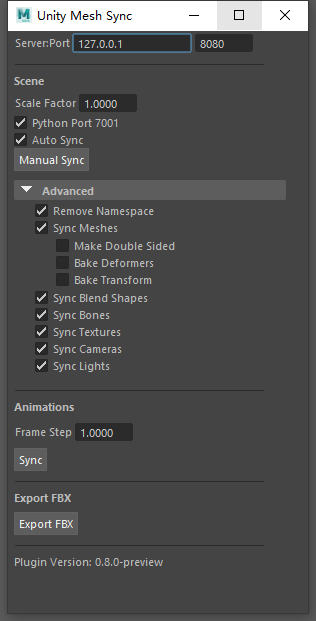 Unity Mesh Sync
Server:Port 127.0.0.1 8080
Scene
Scale Factor 1.0000
Python Port 7001
Auto Sync
Manual Sync
Advanced
Remove Namespace
Sync Meshes
Make Double Sided
Bake Deformers
Bake Transform
Sync Blend Shapes
Sync Bones
Sync Textures
Sync Cameras
Sync Lights
Animations
Frame Step 1.0000
Sync
Export FBX
Export FBX
Plugin Version: 0.8.0-preview